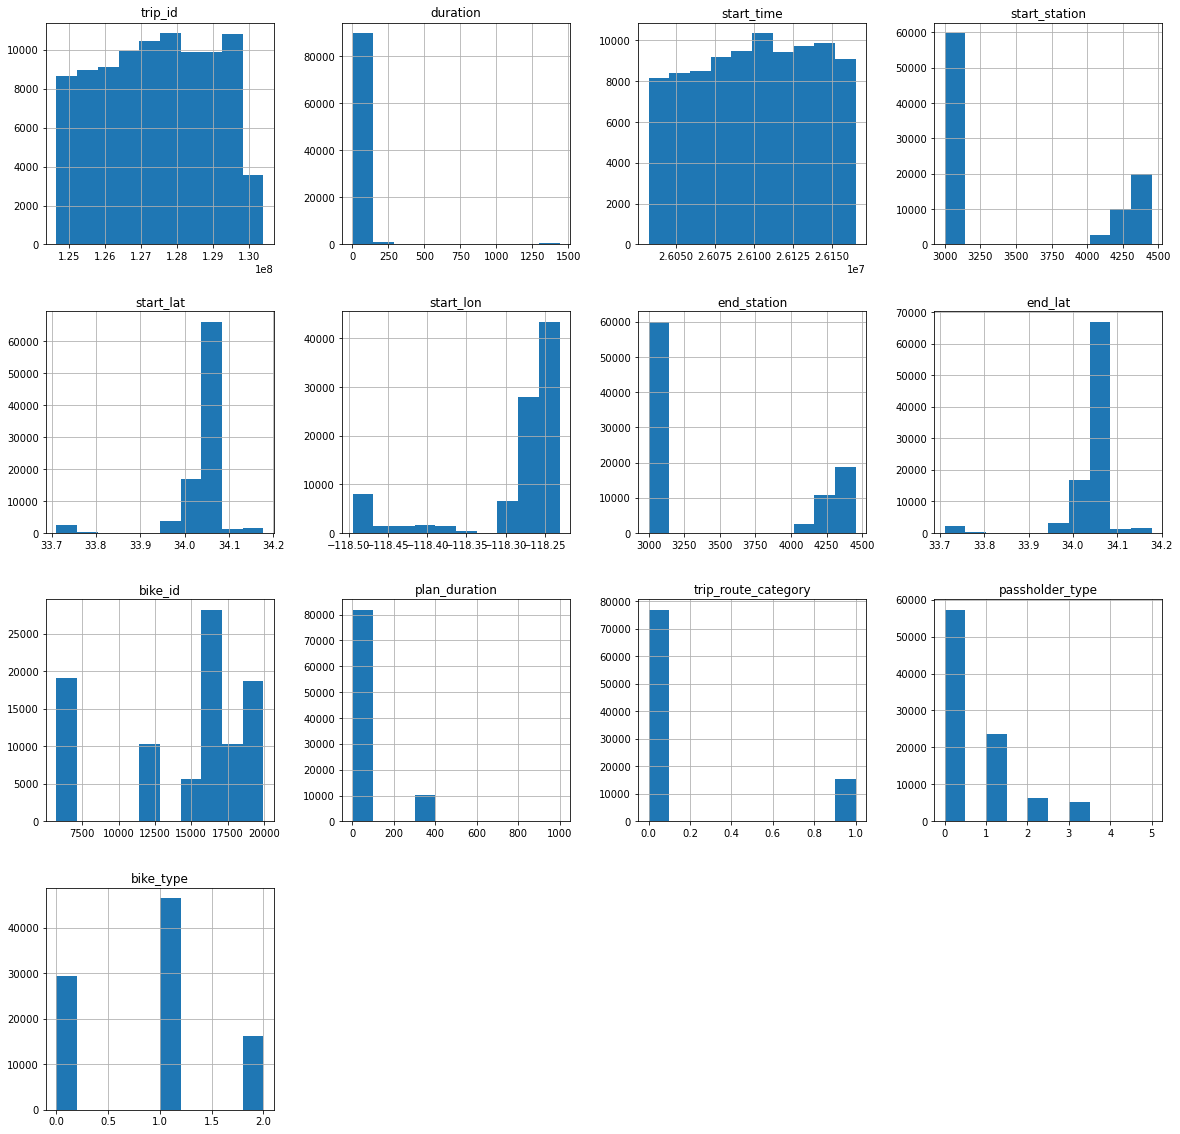 trip_id duration start_time start_station
10000 8000 6000 4000 2000 0
80000 60000 40000 20000 0
10000 8000 6000 4000 2000 0
60000 50000 40000 30000 20000 10000 0
1.25 1.26 1.27 1.28 1.29 1.30
1e8
0 250 500 750 1000 1250 1500
2.6050 2.6075 2.6100 2.6125 2.6150
1e7
3000 3250 3500 3750 4000 4250 4500
start_lat start_lon end_station end_lat
60000 50000 40000 30000 20000 10000 0
40000 30000 20000 10000 0
60000 50000 40000 30000 20000 10000 0
70000 60000 50000 40000 30000 20000 10000 0
33.7 33.8 33.9 34.0 34.1 34.2
−118.50 −118.45 −118.40 −118.35 −118.30 −118.25
3000 3250 3500 3750 4000 4250 4500
33.7 33.8 33.9 34.0 34.1 34.2
bike_id plan_duration trip_route_category passholder_type
25000 20000 15000 10000 5000 0
80000 70000 60000 50000 40000 30000 20000 10000 0
80000 70000 60000 50000 40000 30000 20000 10000 0
60000 50000 40000 30000 20000 10000 0
7500 10000 12500 15000 17500 20000
0 200 400 600 800 1000
0.0 0.2 0.4 0.6 0.8 1.0
0 1 2 3 4 5
bike_type
40000 30000 20000 10000 0
0.0 0.5 1.0 1.5 2.0